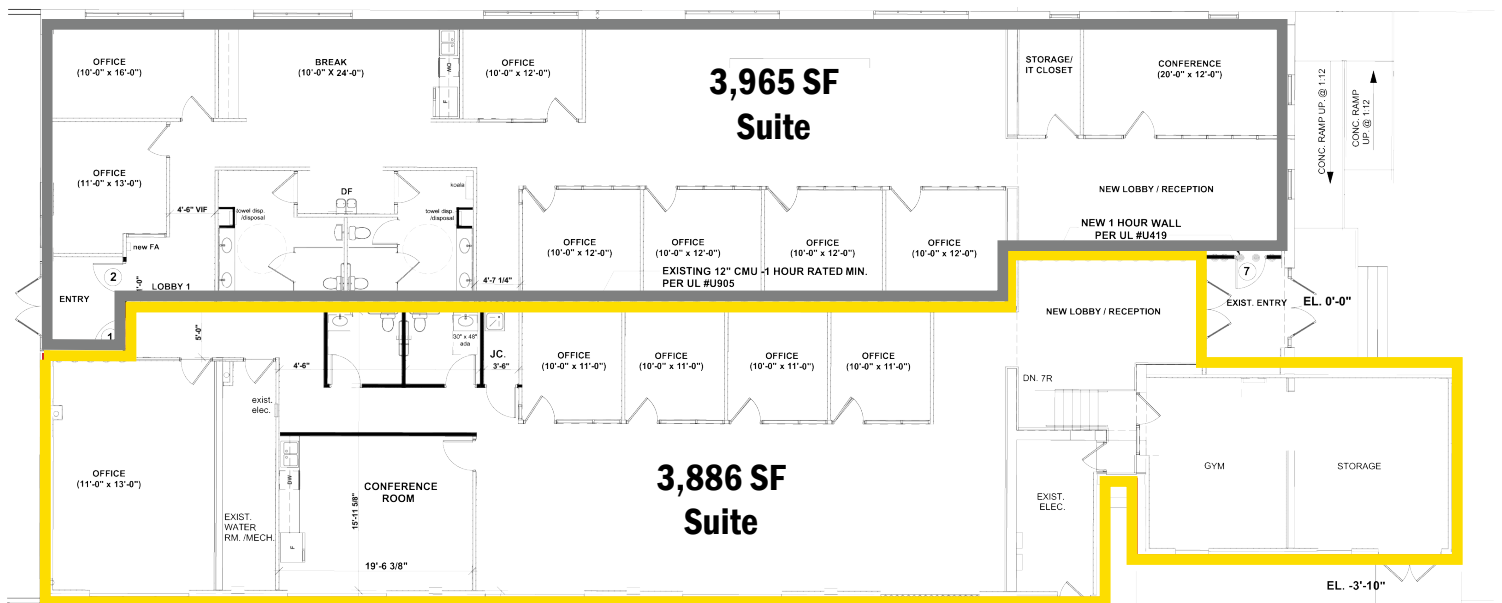 OFFICE
(10'-0" x 16'-0")
BREAK
(10'-0" X 24'-0")
DW
F
OFFICE
(10'-0" x 12'-0")
3,965 SF
Suite
STORAGE/
IT CLOSET
CONFERENCE
(20'-0" x 12'-0")
CONC. RAMP UP. @ 1:12
CONC. RAMP
UP. @ 1:12
OFFICE
(11'-0" x 13'-0")
4'-6" VIF
towel disp.
/disposal
DF
towel disp.
/disposal
koala
NEW LOBBY / RECEPTION
NEW 1 HOUR WALL
PER UL #U419
new FA
2
ENTRY
LOBBY 1
1
4'-7 1/4"
OFFICE
(10'-0" x 12'-0")
OFFICE
(10'-0" x 12'-0")
OFFICE
(10'-0" x 12'-0")
OFFICE
(10'-0" x 12'-0")
EXISTING 12" CMU -1 HOUR RATED MIN.
PER UL #U905
7
EXIST. ENTRY
EL. 0'-0"
NEW LOBBY / RECEPTION
5'-0"
4'-6"
30" x 48"
ada
JC.
3'-6"
OFFICE
(10'-0" x 11'-0")
OFFICE
(10'-0" x 11'-0")
OFFICE
(10'-0" x 11'-0")
OFFICE
(10'-0" x 11'-0")
DN. 7R
exist.
elec.
OFFICE
(11'-0" x 13'-0")
EXIST.
WATER
RM. /MECH.
DW
F
CONFERENCE
ROOM
15'-11 5/8"
19'-6 3/8"
3,886 SF
Suite
EXIST.
ELEC.
GYM
STORAGE
EL. -3'-10"